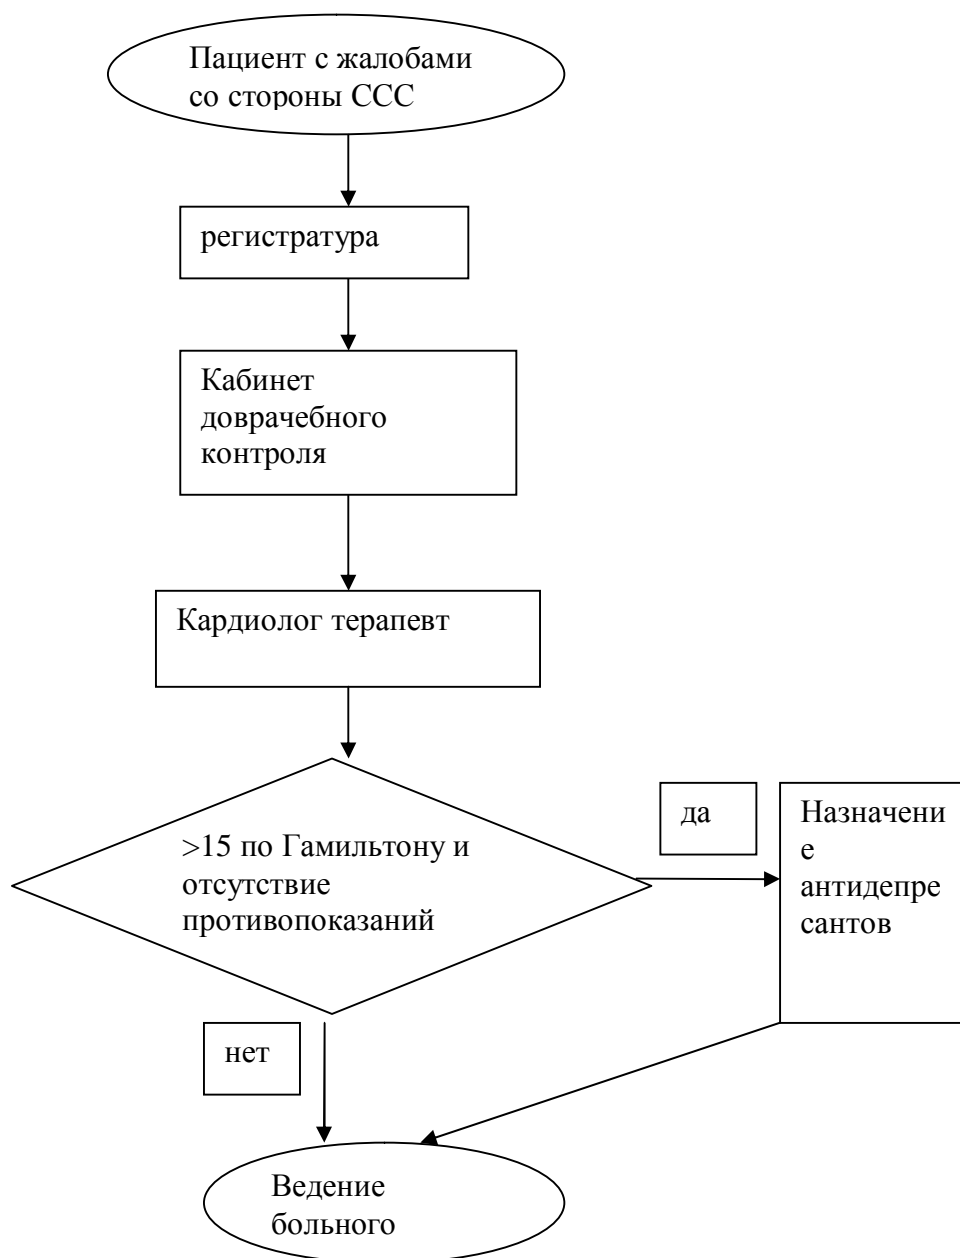 Пациент с жалобами
со стороны ССС
регистратура
Кабинет
доврачебного
контроля
Кардиолог терапевт
>15 по Гамильтону и
отсутствие
противопоказаний
да
Назначени
е
антидепре
сантов
нет
Ведение
больного